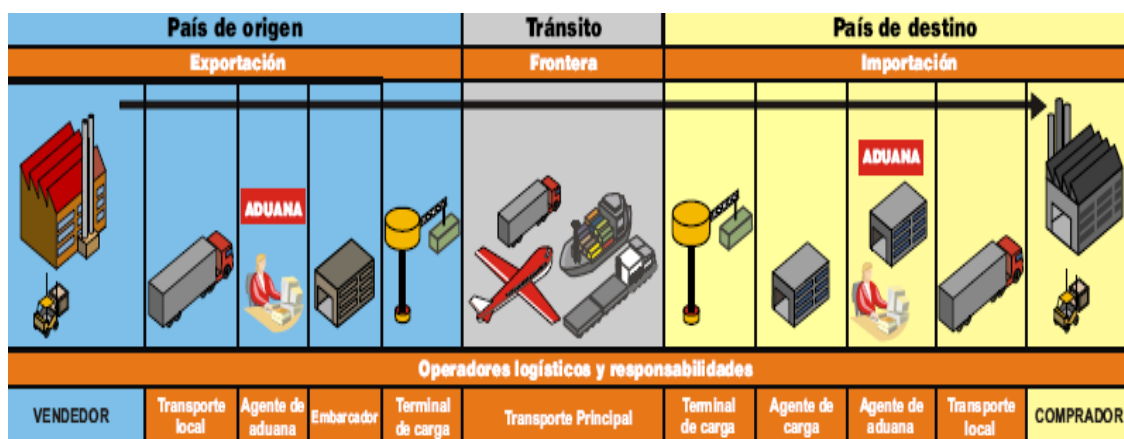 País de origen
Tránsito
País de destino
Exportación
Frontera
Importación
ADUANA
ADUANA
Operadores logísticos y responsabilidades
VENDEDOR
Transporte
local
Agente de
aduana
Embarcador
Terminal
de carga
Transporte Principal
Terminal
de carga
Agente de
carga
Agente de
aduana
Transporte
local
COMPRADOR